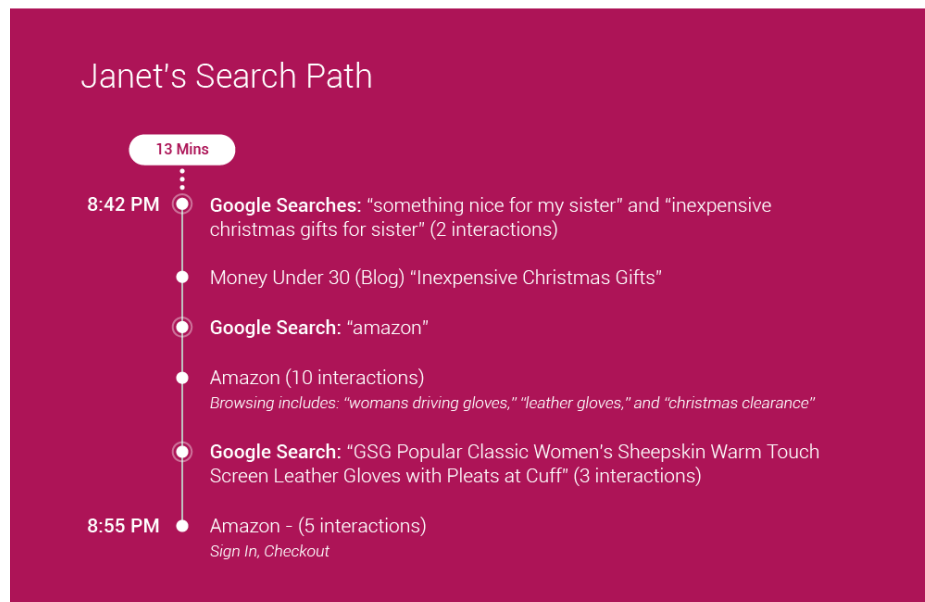 Janet's Search Path
13 Mins
8:42 PM
Google Searches: “something nice for my sister” and “inexpensive
christmas gifts for sister” (2 interactions)
Money Under 30 (Blog) “Inexpensive Christmas Gifts”
Google Search: “amazon”
Amazon (10 interactions)
Browsing includes: “womans driving gloves,” “leather gloves,” and “christmas clearance”
Google Search: “GSG Popular Classic Women's Sheepskin Warm Touch
Screen Leather Gloves with Pleats at Cuff” (3 interactions)
8:55 PM
Amazon - (5 interactions)
Sign In, Checkout